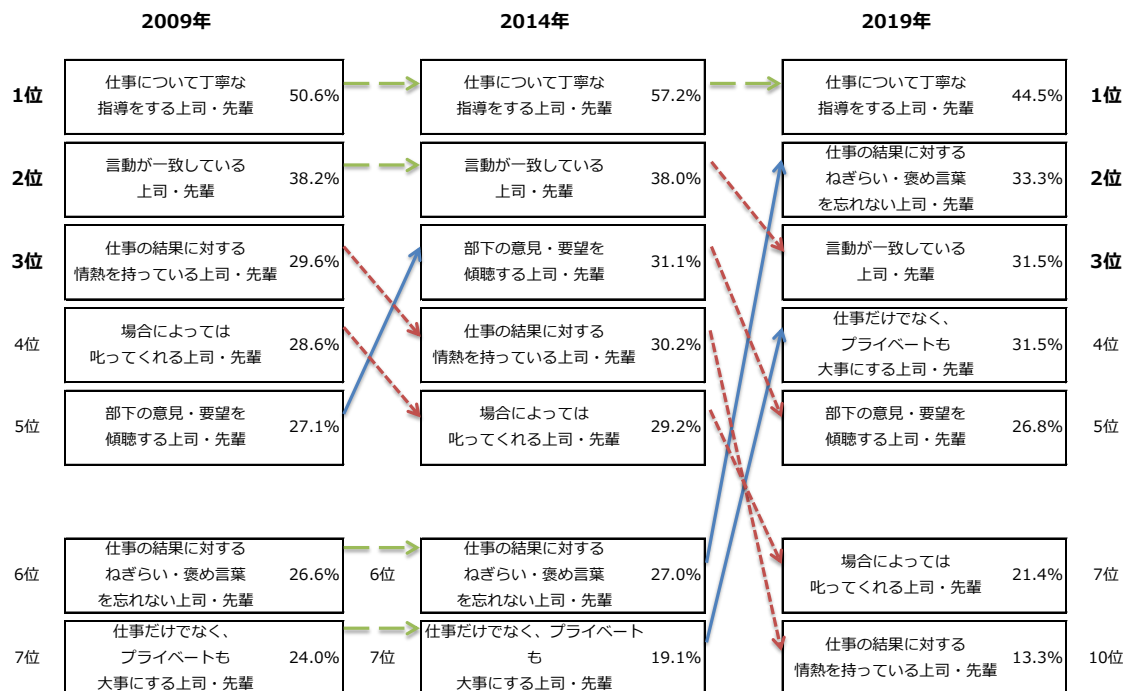 2009年
2014年
2019年
1位
仕事について丁寧な
指導をする上司・先輩
50.6%
仕事について丁寧な
指導をする上司・先輩
57.2%
仕事について丁寧な
指導をする上司・先輩
44.5%
1位
2位
言動が一致している
上司・先輩
38.2%
言動が一致している
上司・先輩
38.0%
仕事の結果に対する
ねぎらい・褒め言葉
を忘れない上司・先輩
33.3%
2位
3位
仕事の結果に対する
情熱を持っている上司・先輩
29.6%
部下の意見・要望を
傾聴する上司・先輩
31.1%
言動が一致している
上司・先輩
31.5%
3位
4位
場合によっては
叱ってくれる上司・先輩
28.6%
仕事の結果に対する
情熱を持っている上司・先輩
30.2%
仕事だけでなく、
プライベートも
大事にする上司・先輩
31.5%
4位
5位
部下の意見・要望を
傾聴する上司・先輩
27.1%
場合によっては
叱ってくれる上司・先輩
29.2%
部下の意見・要望を
傾聴する上司・先輩
26.8%
5位
6位
仕事の結果に対する
ねぎらい・褒め言葉
を忘れない上司・先輩
26.6%
6位
仕事の結果に対する
ねぎらい・褒め言葉
を忘れない上司・先輩
27.0%
場合によっては
叱ってくれる上司・先輩
21.4%
7位
7位
仕事だけでなく、
プライベートも
大事にする上司・先輩
24.0%
7位
仕事だけでなく、プライベート
も
大事にする上司・先輩
19.1%
仕事の結果に対する
情熱を持っている上司・先輩
13.3%
10位